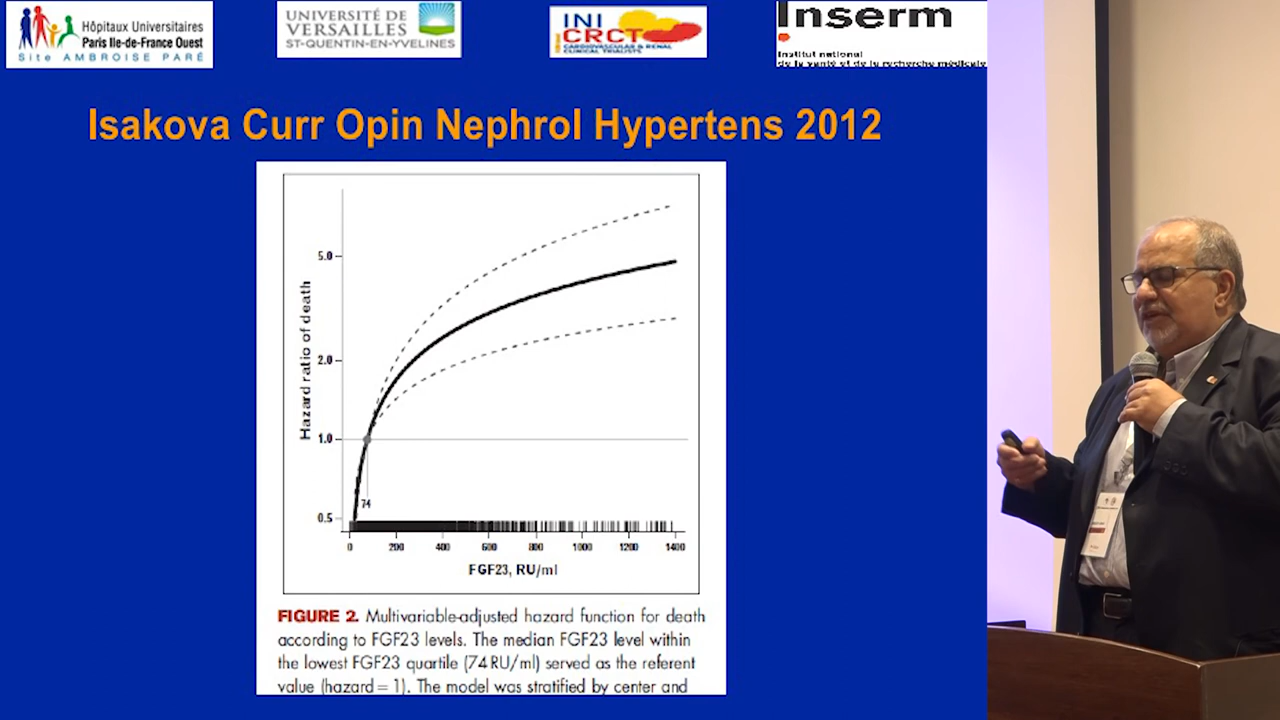 Hôpitaux Universitaires
Paris Ile-de-France Ouest
Site AMBROISE PARÉ
UNIVERSITÉ DE
VERSAILLES
ST-QUENTIN-EN-YVELINES
INI
CRCT
CARDIOVASCULAR & RENAL
CLINICAL TRIALISTS
Inserm
Institut national
de la santé et de la recherche médicale
Isakova Curr Opin Nephrol Hypertens 2012
Hazard ratio of death
5.0
2.0
1.0
0.5
74
0 200 400 600 800 1000 1200 1400
FGF23, RU/ml
FIGURE 2. Multivariable-adjusted hazard function for death
according to FGF23 levels. The median FGF23 level within
the lowest FGF23 quartile (74 RU/ml) served as the referent
value (hazard = 1). The model was stratified by center and